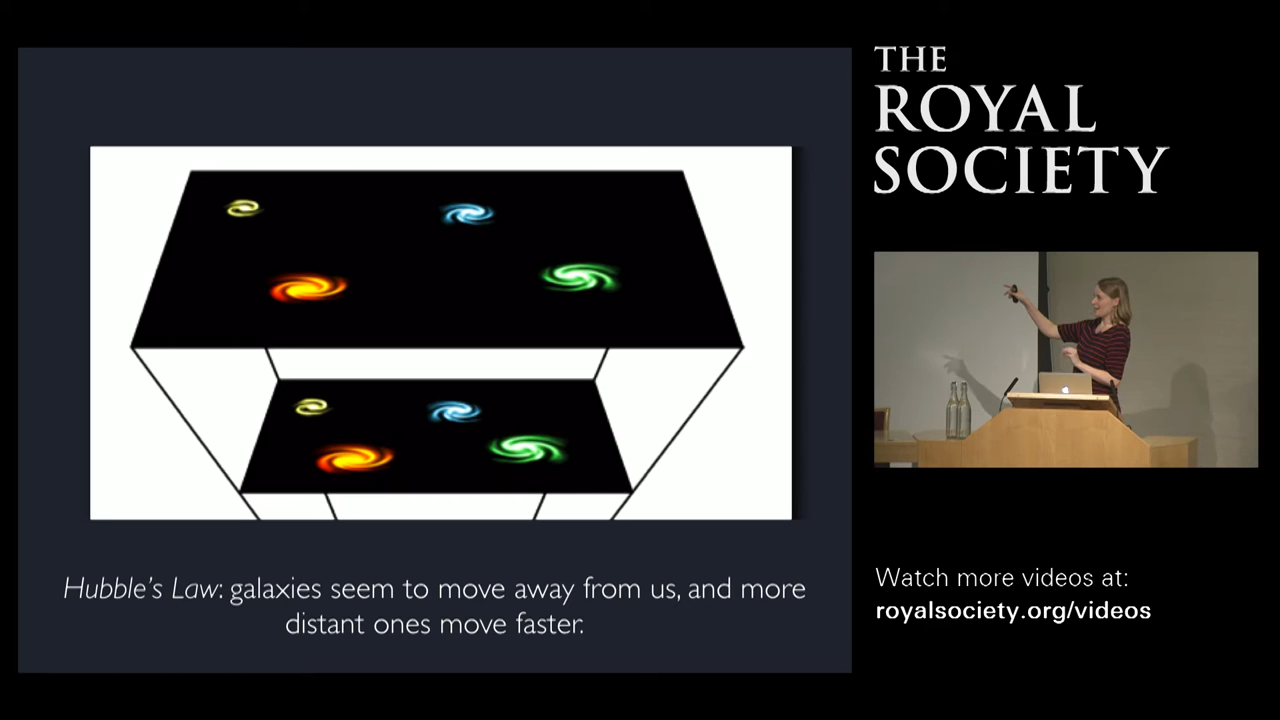 THE
ROYAL
SOCIETY
Hubble's Law: galaxies seem to move away from us, and more
distant ones move faster.
Watch more videos at:
royalsociety.org/videos